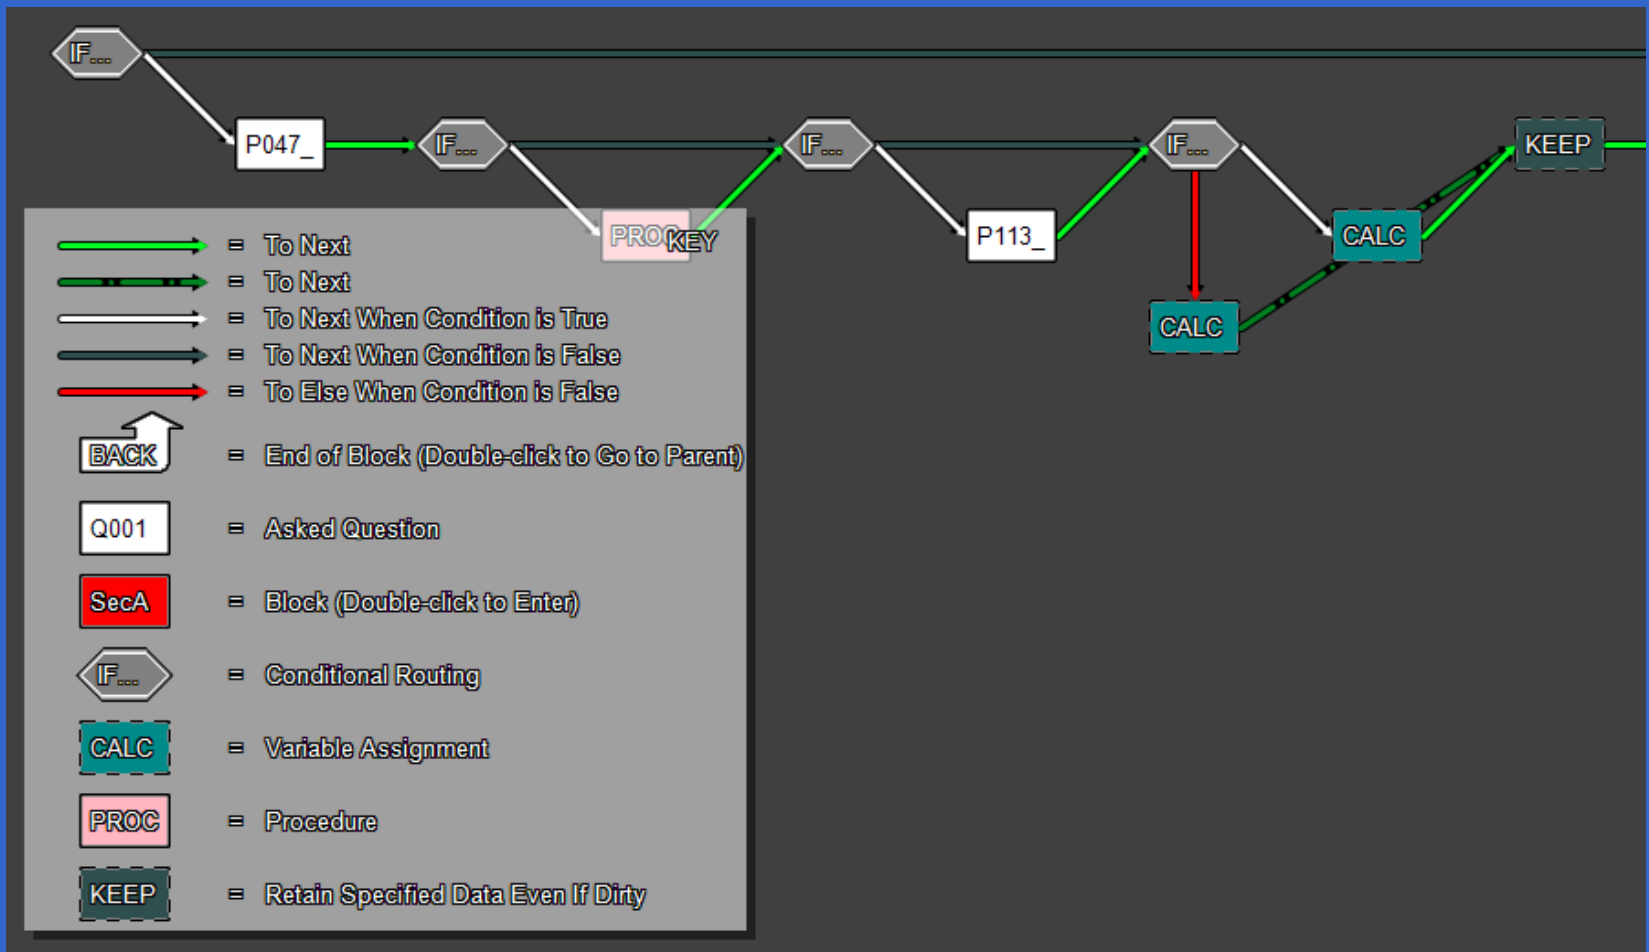 IF...
P047_
IF...
IF...
IF...
KEEP
PROC
KEY
P113_
CALC
CALC
= To Next
= To Next
= To Next When Condition is True
= To Next When Condition is False
= To Else When Condition is False
BACK = End of Block (Double-click to Go to Parent)
Q001 = Asked Question
SecA = Block (Double-click to Enter)
IF... = Conditional Routing
CALC = Variable Assignment
PROC = Procedure
KEEP = Retain Specified Data Even If Dirty